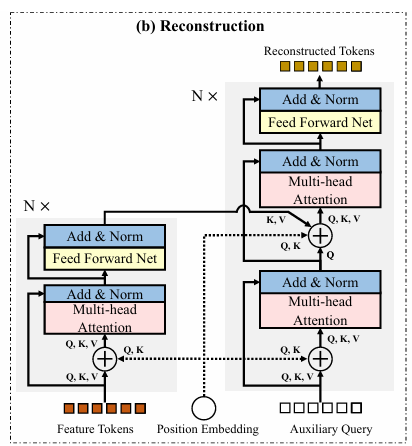 (b) Reconstruction
Reconstructed Tokens
N ×
Add & Norm
Feed Forward Net
Add & Norm
Multi-head
Attention
N ×
K, V
Q, K, V
Q, K
Q
Add & Norm
Feed Forward Net
Add & Norm
Multi-head
Attention
Add & Norm
Multi-head
Attention
Q, K, V
Q, K
Q, K
Q, K, V
Q, K, V
Q, K, V
Feature Tokens
Position Embedding
Auxiliary Query